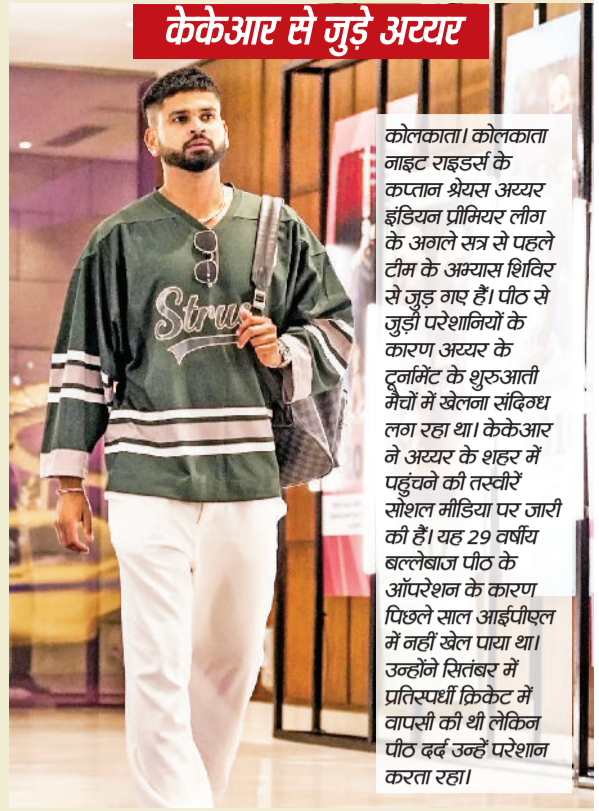 केकेआर से जुड़े अय्यर
Stru
कोलकाता। कोलकाता
नाइट राइडर्स के
कप्तान श्रेयस अय्यर
इंडियन प्रीमियर लीग
के अगले सत्र से पहले
टीम के अभ्यास शिविर
से जुड़ गए हैं। पीठ से
जुड़ी परेशानियों के
कारण अय्यर के
टूर्नामेंट के शुरुआती
मैचों में खेलना संदिग्ध
लग रहा था। केकेआर
ने अय्यर के शहर में
पहुंचने की तस्वीरें
सोशल मीडिया पर जारी
की हैं। यह 29 वर्षीय
बल्लेबाज पीठ के
ऑपरेशन के कारण
पिछले साल आईपीएल
में नहीं खेल पाया था।
उन्होंने सितंबर में
प्रतिस्पर्धी क्रिकेट में
वापसी की थी लेकिन
पीठ दर्द उन्हें परेशान
करता रहा।